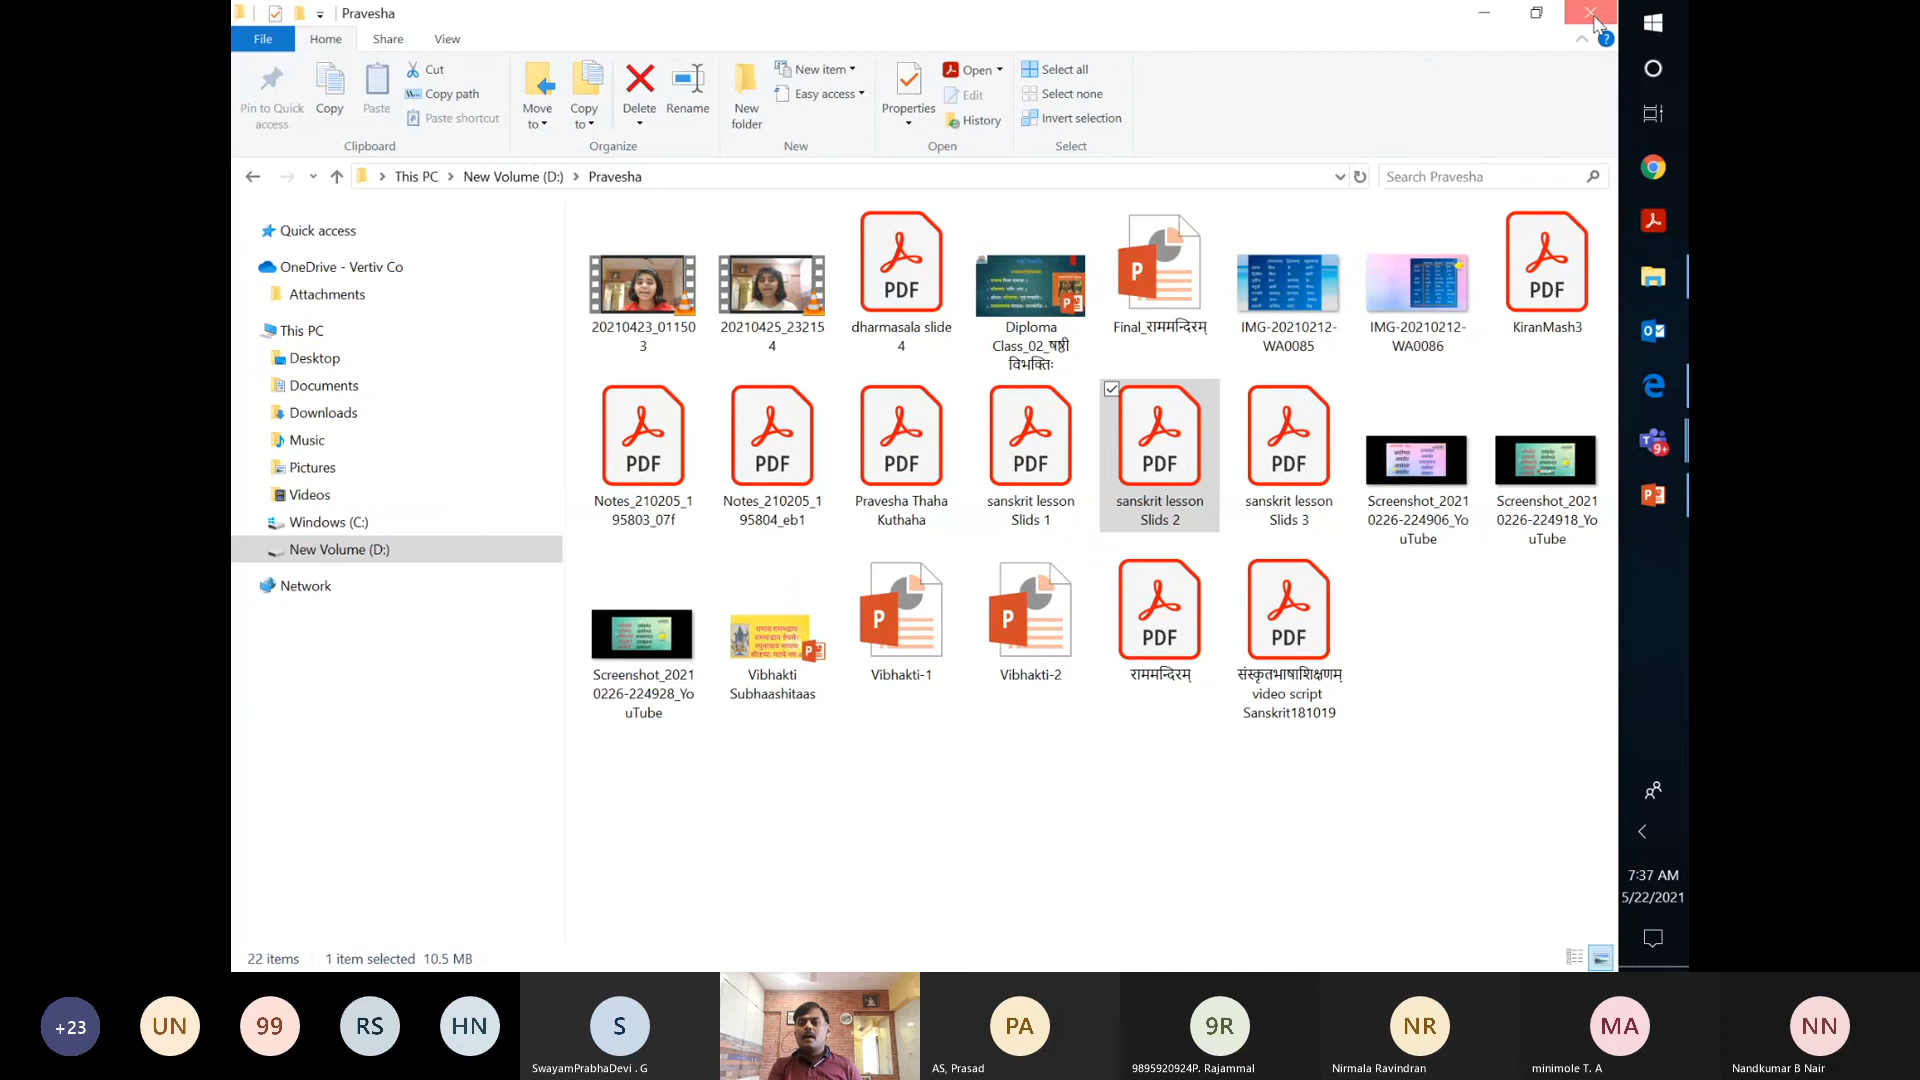 Pravesha
File
Home
Share
View
Pin to Quick
access
Copy
Paste
Cut
Copy path
Paste shortcut
Clipboard
Move
to
Copy
to
Delete
Rename
Organize
New
folder
New item
Easy access
New
Properties
Open
Edit
History
Open
Select all
Select none
Invert selection
Select
This PC
New Volume (D:)
Pravesha
Search Pravesha
Quick access
OneDrive - Vertiv Co
Attachments
This PC
Desktop
Documents
Downloads
Music
Pictures
Videos
Windows (C:)
New Volume (D:)
Network
20210423_01150
3
20210425_23215
4
PDF
dharmasala slide
4
Diploma
Class_02_षष्ठी
विभक्तिः
Final_राममन्दिरम्
IMG-20210212-
WA0085
IMG-20210212-
WA0086
PDF
KiranMash3
PDF
Notes_210205_1
95803_07f
PDF
Notes_210205_1
95804_eb1
PDF
Pravesha Thaha
Kuthaha
PDF
sanskrit lesson
Slids 1
PDF
sanskrit lesson
Slids 2
PDF
sanskrit lesson
Slids 3
Screenshot_2021
0226-224906_Yo
uTube
Screenshot_2021
0226-224918_Yo
uTube
Screenshot_2021
0226-224928_Yo
uTube
Vibhakti
Subhaashitaas
Vibhakti-1
Vibhakti-2
PDF
राममन्दिरम्
PDF
संस्कृतभाषाशिक्षणम्
video script
Sanskrit181019
22 items
1 item selected 10.5 MB
9+
7:37 AM
5/22/2021
+23
UN
99
RS
HN
S
SwayamPrabhaDevi . G
PA
AS, Prasad
9R
9895920924P. Rajammal
NR
Nirmala Ravindran
MA
minimole T. A
NN
Nandkumar B Nair